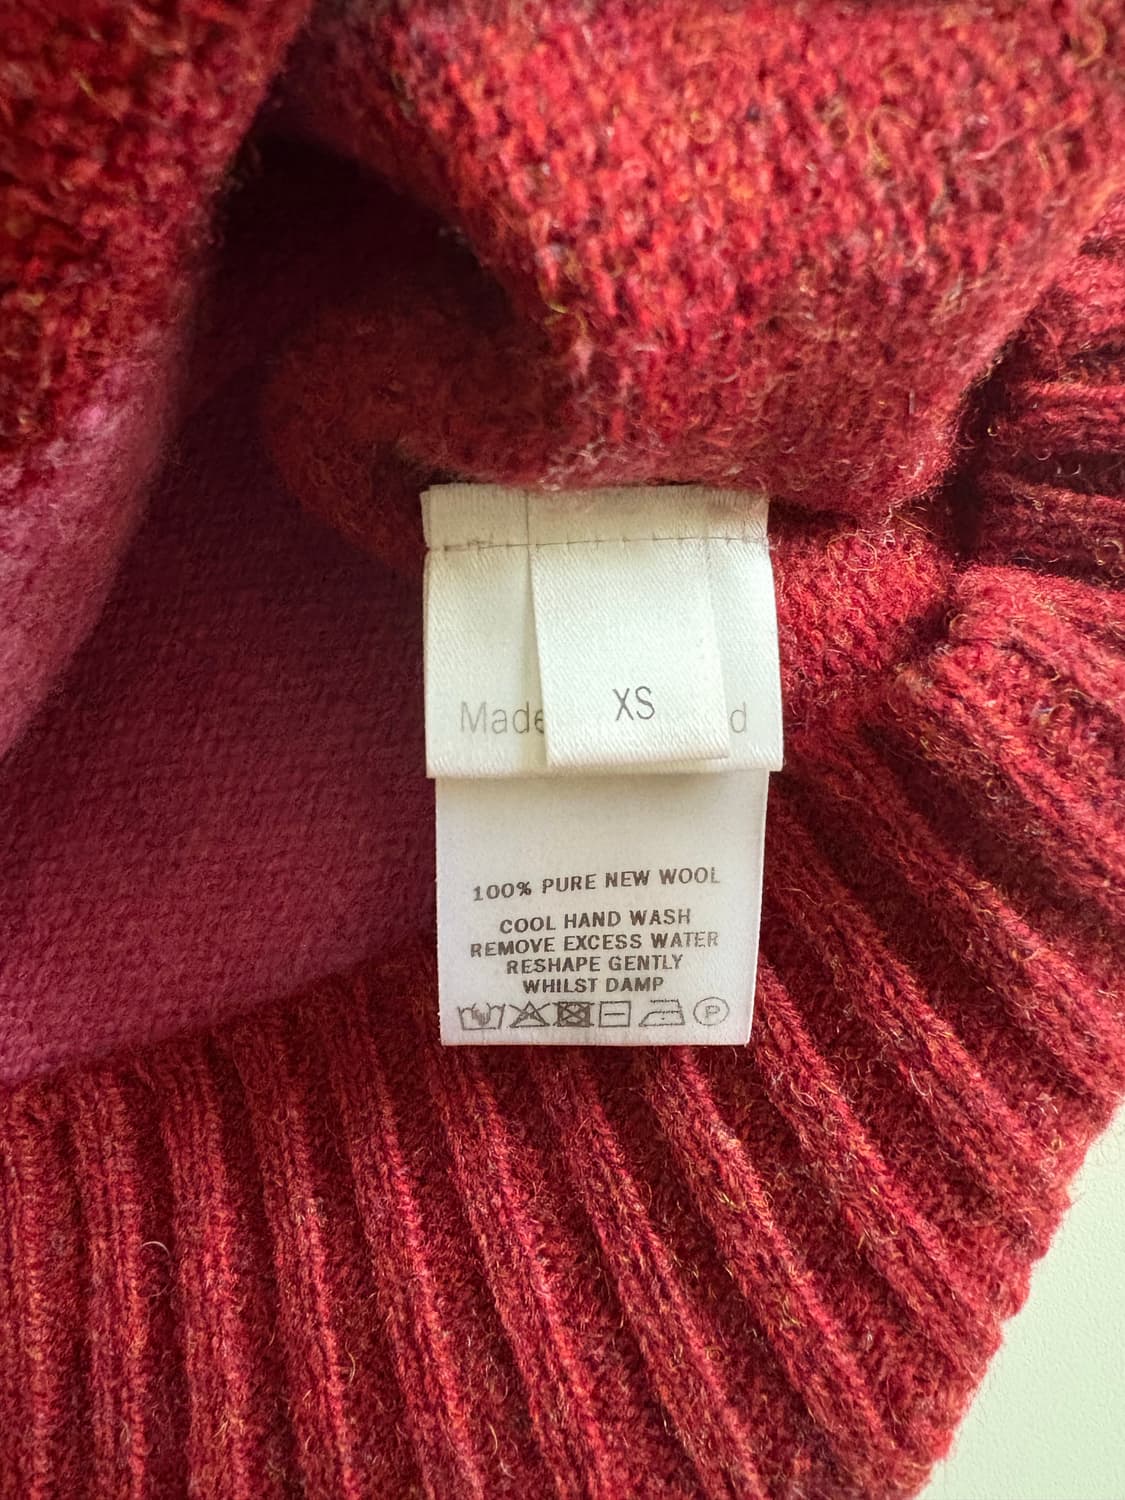 XS
Made
100% PURE NEW WOOL
COOL HAND WASH
REMOVE EXCESS WATER
RESHAPE GENTLY
WHILST DAMP
P